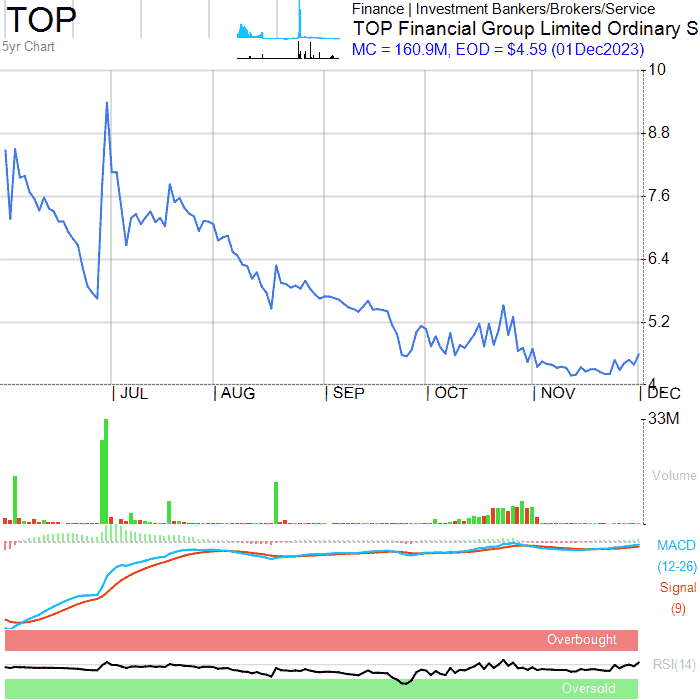 TOP
5yr Chart
Finance | Investment Bankers/Brokers/Service
TOP Financial Group Limited Ordinary S
MC = 160.9M, EOD = $4.59 (01Dec2023)
10
8.8
7.6
6.4
5.2
4
JUL
AUG
SEP
OCT
NOV
DEC
33M
Volume
MACD
(12-26)
Signal
(9)
Overbought
RSI(14)
Oversold